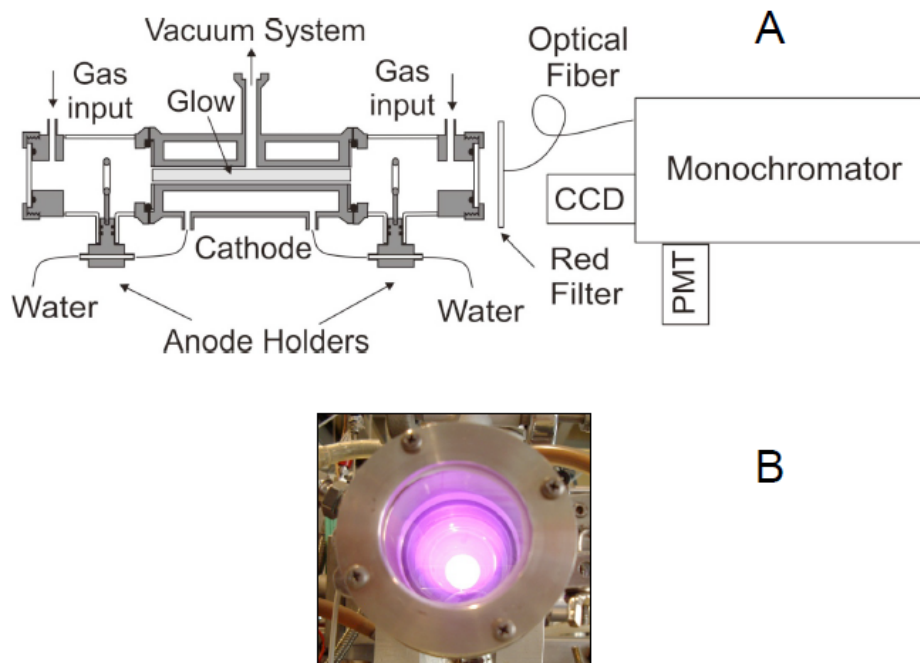 A
Vacuum System
Optical
Fiber
Gas
input
Glow
Gas
input
Monochromator
CCD
Cathode
Red
Filter
PMT
Water
Water
Anode Holders
B